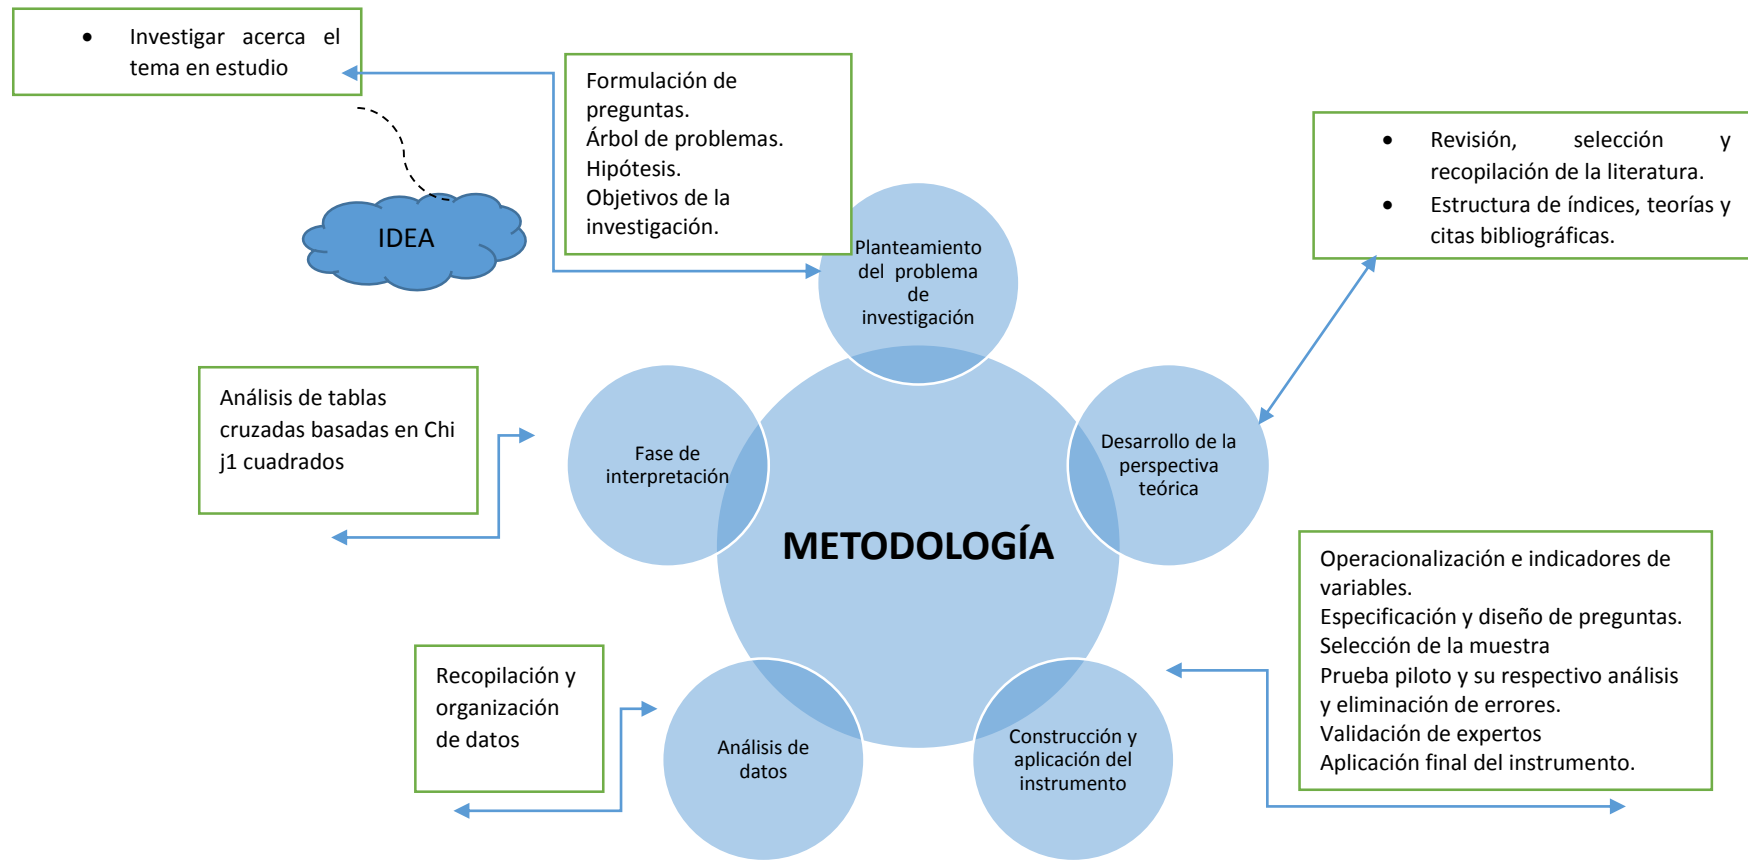 • Investigar acerca el
tema en estudio
Formulación de
preguntas.
Árbol de problemas.
Hipótesis.
Objetivos de la
investigación.
• Revisión, selección y
recopilación de la literatura.
• Estructura de índices, teorías y
citas bibliográficas.
IDEA
Planteamiento
del problema
de
investigación
Análisis de tablas
cruzadas basadas en Chi
j1 cuadrados
Fase de
interpretación
Desarrollo de la
perspectiva
teórica
METODOLOGÍA
Operacionalización e indicadores de
variables.
Especificación y diseño de preguntas.
Selección de la muestra
Prueba piloto y su respectivo análisis
y eliminación de errores.
Validación de expertos
Aplicación final del instrumento.
Recopilación y
organización
de datos
Análisis de
datos
Construcción y
aplicación del
instrumento